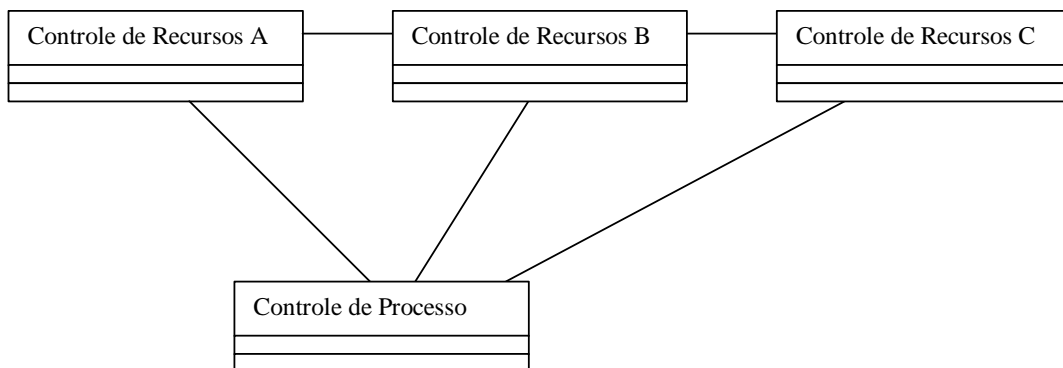 Controle de Recursos A
Controle de Recursos B
Controle de Recursos C
Controle de Processo